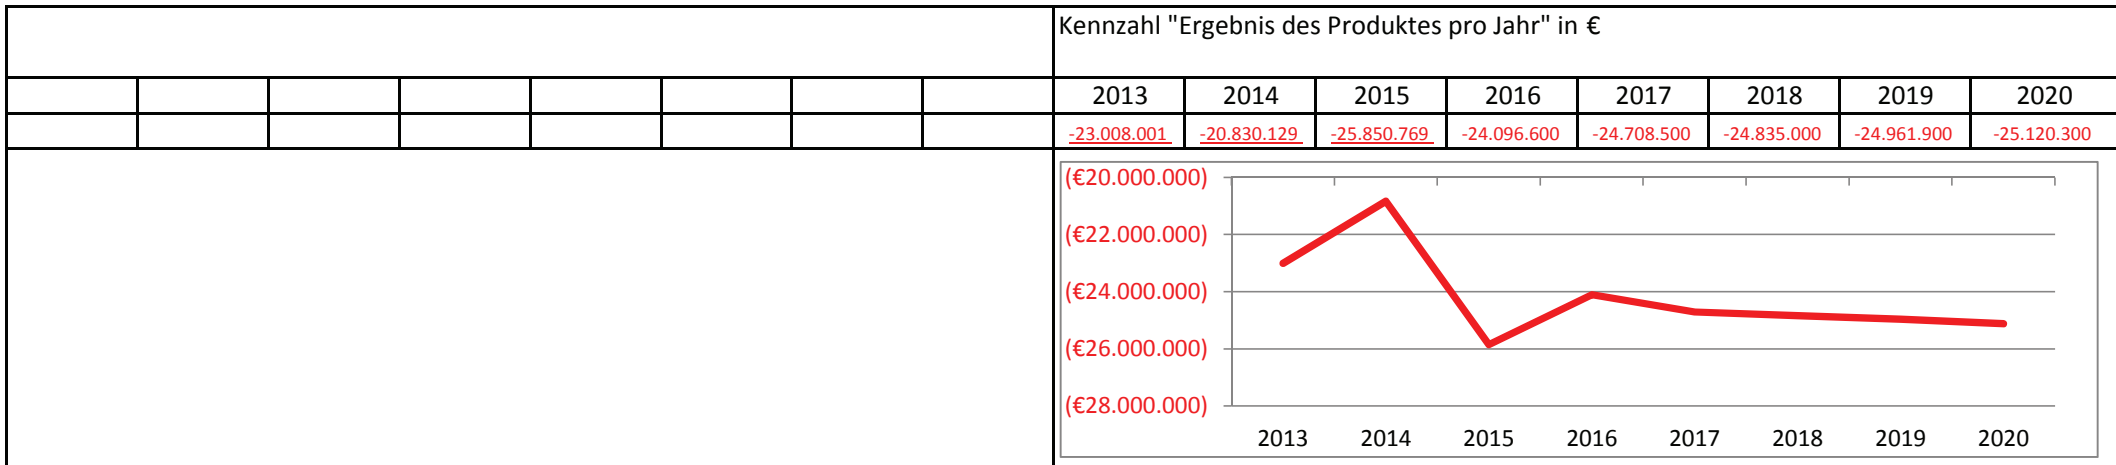 Kennzahl "Ergebnis des Produktes pro Jahr" in €
2013 2014 2015 2016 2017 2018 2019 2020
-23.008.001 -20.830.129 -25.850.769 -24.096.600 -24.708.500 -24.835.000 -24.961.900 -25.120.300
(€20.000.000)
(€22.000.000)
(€24.000.000)
(€26.000.000)
(€28.000.000)
2013 2014 2015 2016 2017 2018 2019 2020